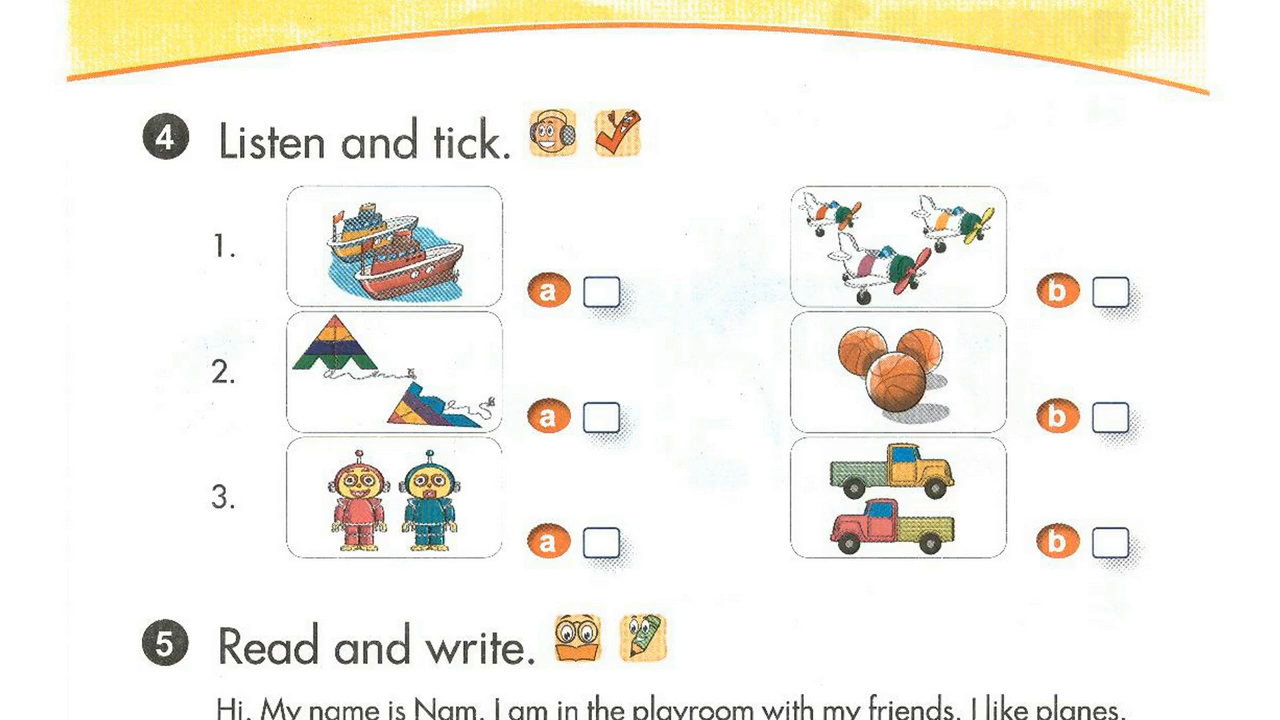 4 Listen and tick.
1. a b
2. a b
3. a b
5 Read and write.
Hi. My name is Nam. I am in the playroom with my friends. I like planes.